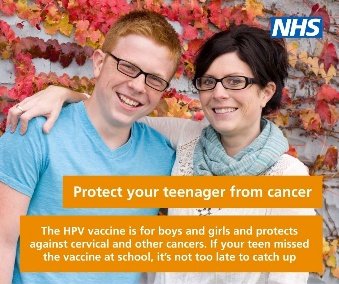 NHS
Protect your teenager from cancer
The HPV vaccine is for boys and girls and protects
against cervical and other cancers. If your teen missed
the vaccine at school, it's not too late to catch up